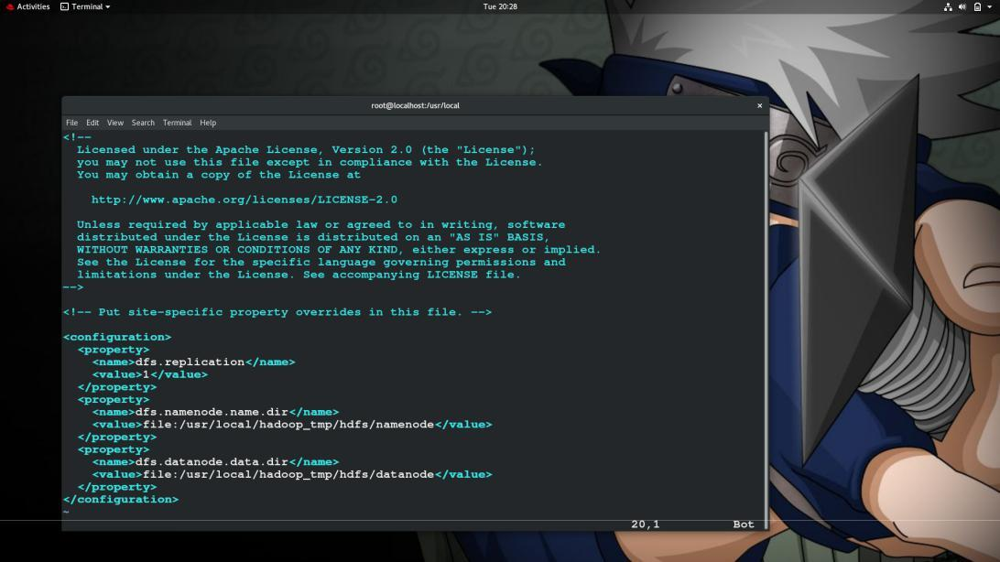 Activities Terminal Tue 20:28
root@localhost:/usr/local ×
File Edit View Search Terminal Help
<!--
Licensed under the Apache License, Version 2.0 (the "License");
you may not use this file except in compliance with the License.
You may obtain a copy of the License at
http://www.apache.org/licenses/LICENSE-2.0
Unless required by applicable law or agreed to in writing, software
distributed under the License is distributed on an "AS IS" BASIS,
WITHOUT WARRANTIES OR CONDITIONS OF ANY KIND, either express or implied.
See the License for the specific language governing permissions and
limitations under the License. See accompanying LICENSE file.
-->
<!-- Put site-specific property overrides in this file. -->
<configuration>
<property>
<name>dfs.replication</name>
<value>1</value>
</property>
<property>
<name>dfs.namenode.name.dir</name>
<value>file:/usr/local/hadoop_tmp/hdfs/namenode</value>
</property>
<property>
<name>dfs.datanode.data.dir</name>
<value>file:/usr/local/hadoop_tmp/hdfs/datanode</value>
</property>
</configuration>
~
20,1 Bot